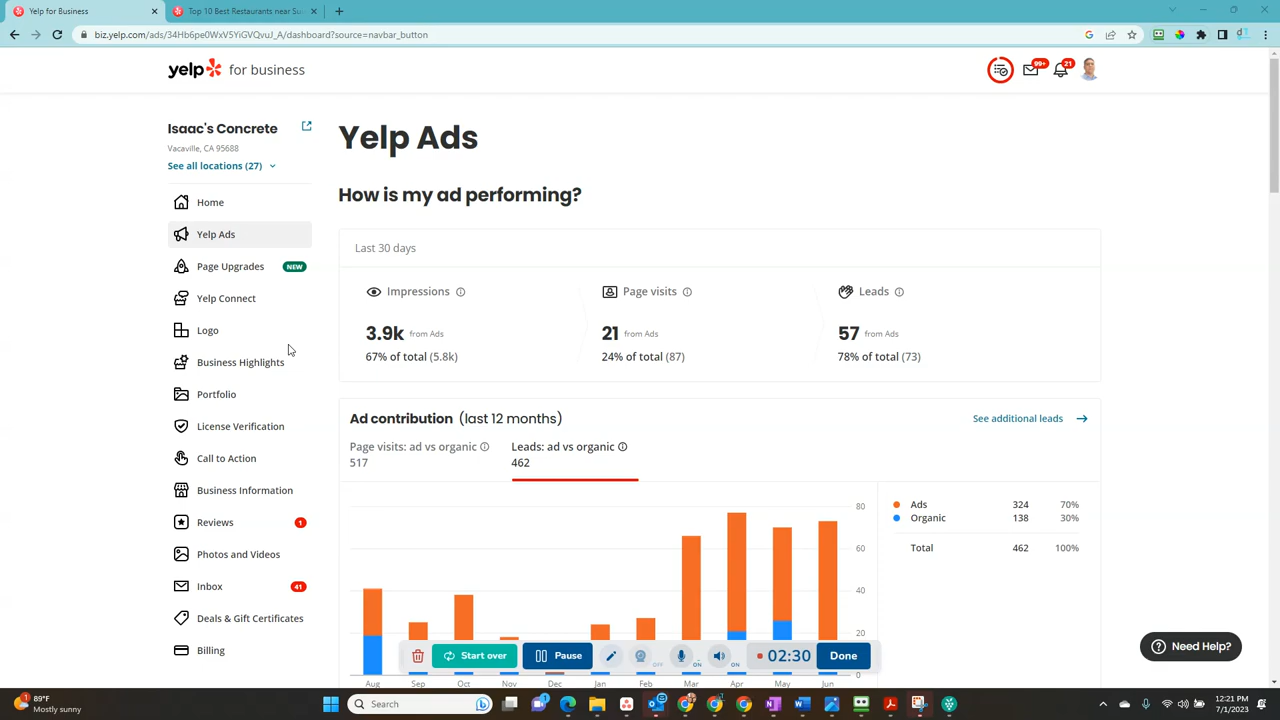 Yelp for Business
Top 10 Best Restaurants near Su
biz.yelp.com/ads/34Hb6pe0WxV5YiGVQvuJ_A/dashboard?source=navbar_button
yelp for business
99+
21
Isaac's Concrete
Vacaville, CA 95688
See all locations (27)
Home
Yelp Ads
Page Upgrades NEW
Yelp Connect
Logo
Business Highlights
Portfolio
License Verification
Call to Action
Business Information
Reviews 1
Photos and Videos
Inbox 41
Deals & Gift Certificates
Billing
Yelp Ads
How is my ad performing?
Last 30 days
Impressions
3.9k from Ads
67% of total (5.8k)
Page visits
21 from Ads
24% of total (87)
Leads
57 from Ads
78% of total (73)
Ad contribution (last 12 months)
See additional leads
Page visits: ad vs organic
517
Leads: ad vs organic
462
80
60
40
20
0
Aug Sep Oct Nov Dec Jan Feb Mar Apr May Jun
Ads 324 70%
Organic 138 30%
Total 462 100%
Start over
Pause
OFF
ON
ON
02:30
Done
Need Help?
89°F
Mostly sunny
Search
12:21 PM
7/1/2023